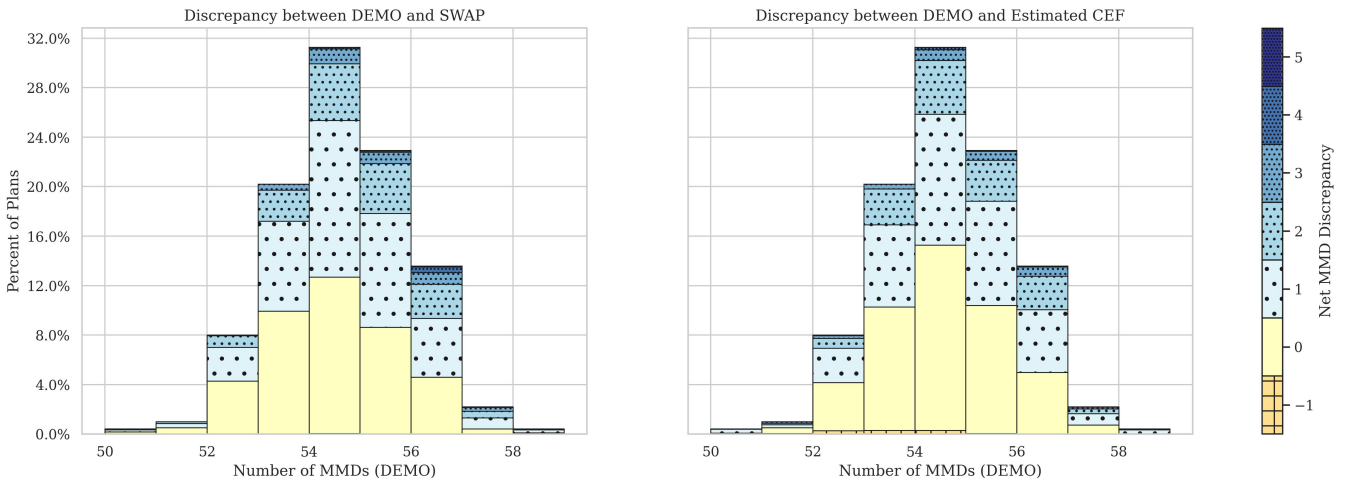 Discrepancy between DEMO and SWAP
Discrepancy between DEMO and Estimated CEF
Percent of Plans
32.0%
28.0%
24.0%
20.0%
16.0%
12.0%
8.0%
4.0%
0.0%
50 52 54 56 58
Number of MMDs (DEMO)
50 52 54 56 58
Number of MMDs (DEMO)
5
4
3
2
1
0
−1
Net MMD Discrepancy